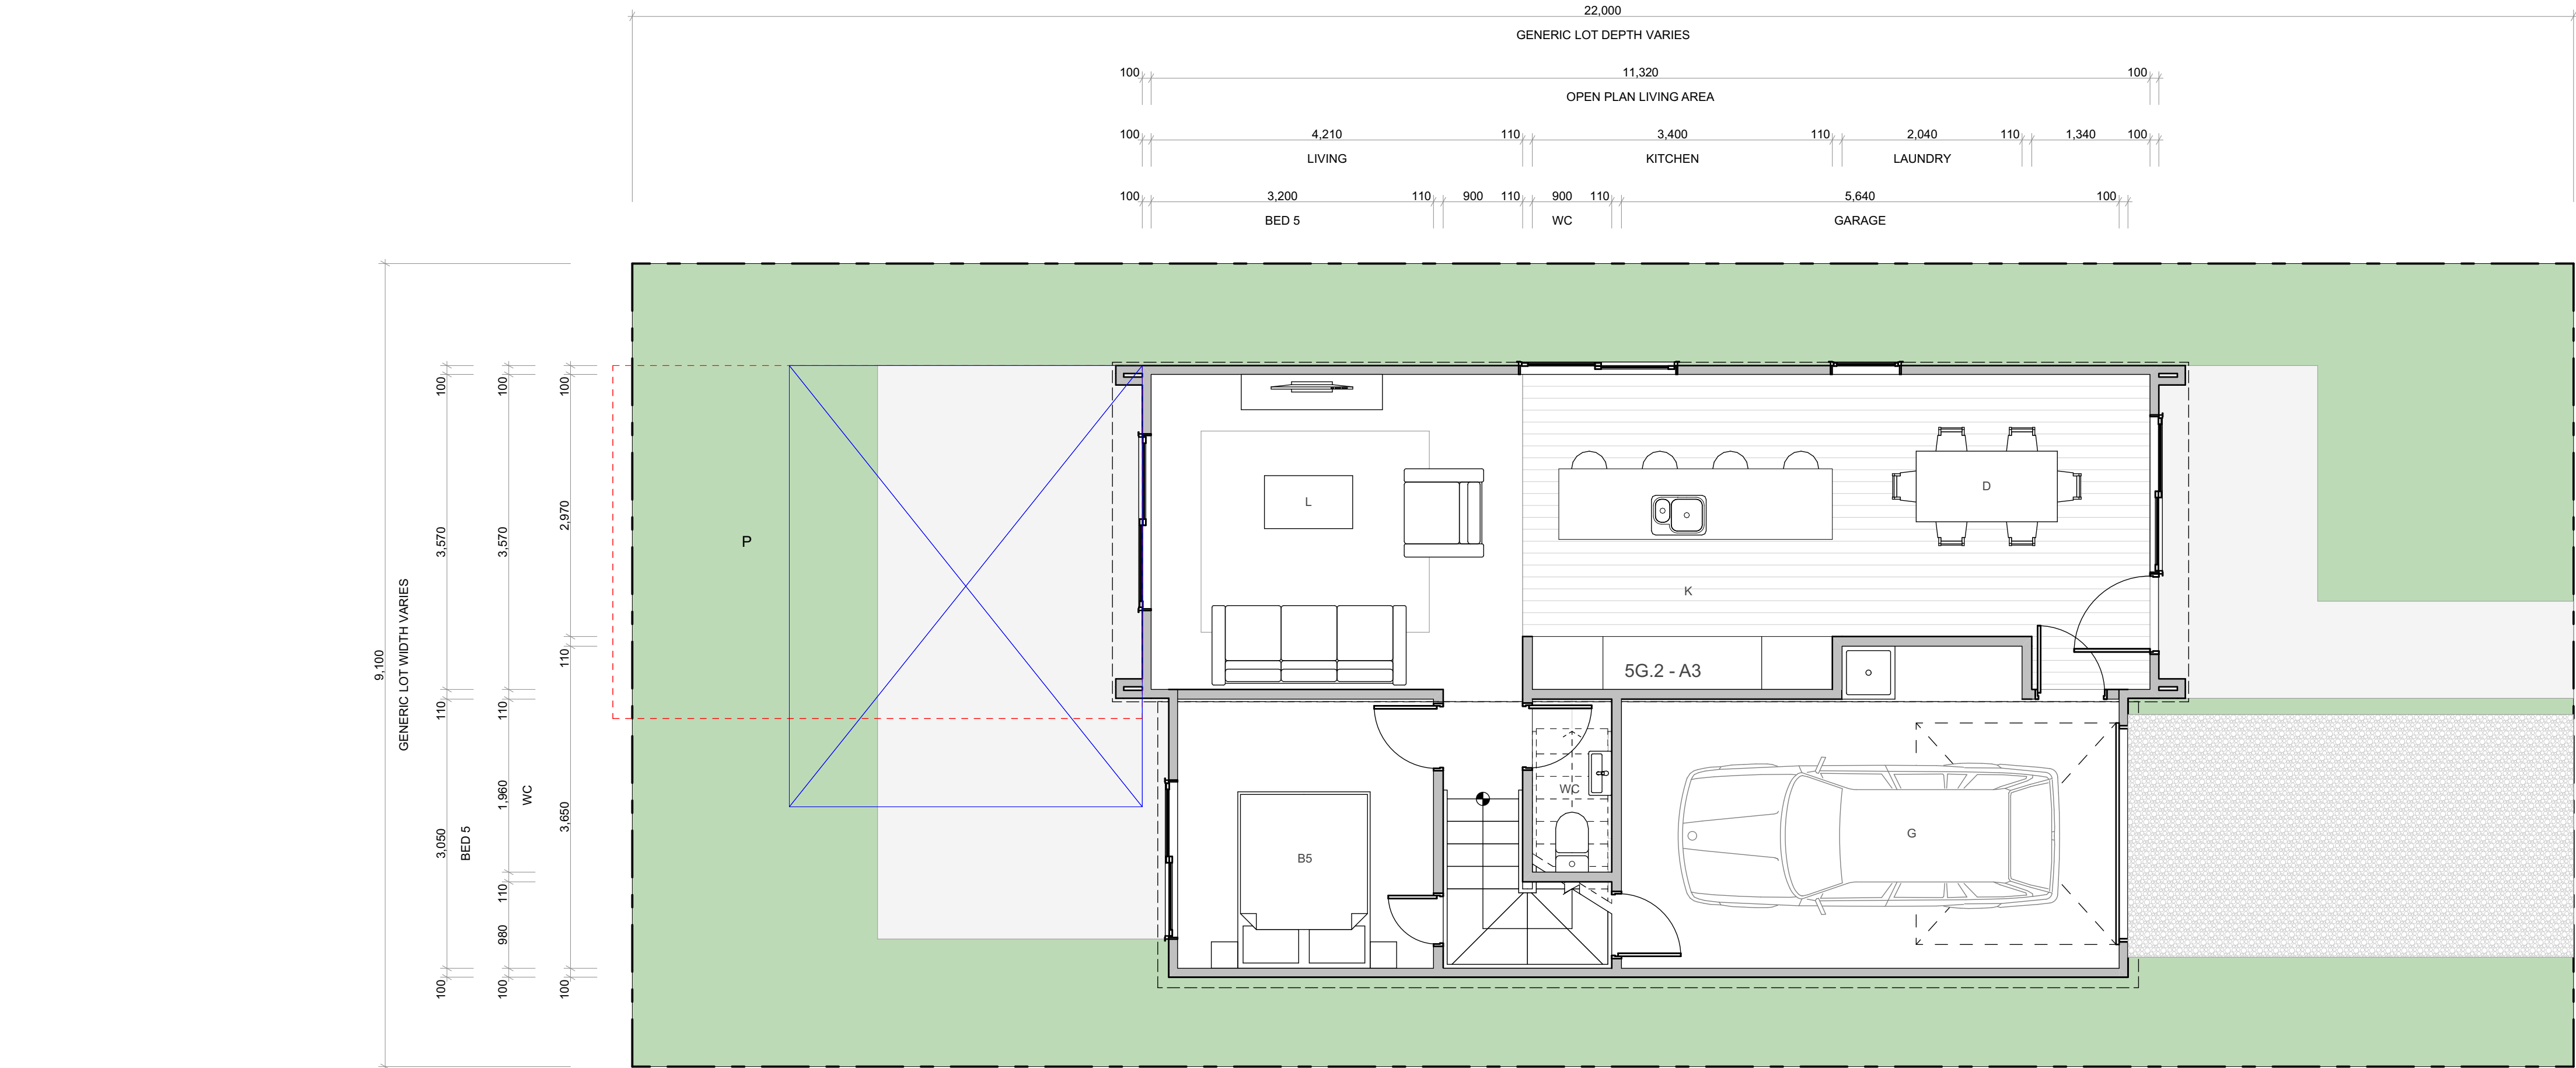 22,000
GENERIC LOT DEPTH VARIES
100 11,320 100
OPEN PLAN LIVING AREA
100 4,210 110 3,400 110 2,040 110 1,340 100
LIVING KITCHEN LAUNDRY
100 3,200 110 900 110 900 110 5,640 100
BED 5 WC GARAGE
9,100
GENERIC LOT WIDTH VARIES
100 3,570 110 3,050 100
BED 5
100 3,570 110 1,960 110 980 100
WC
100 2,970 110 3,650 100
P
L
D
K
5G.2 - A3
WC
G
B5